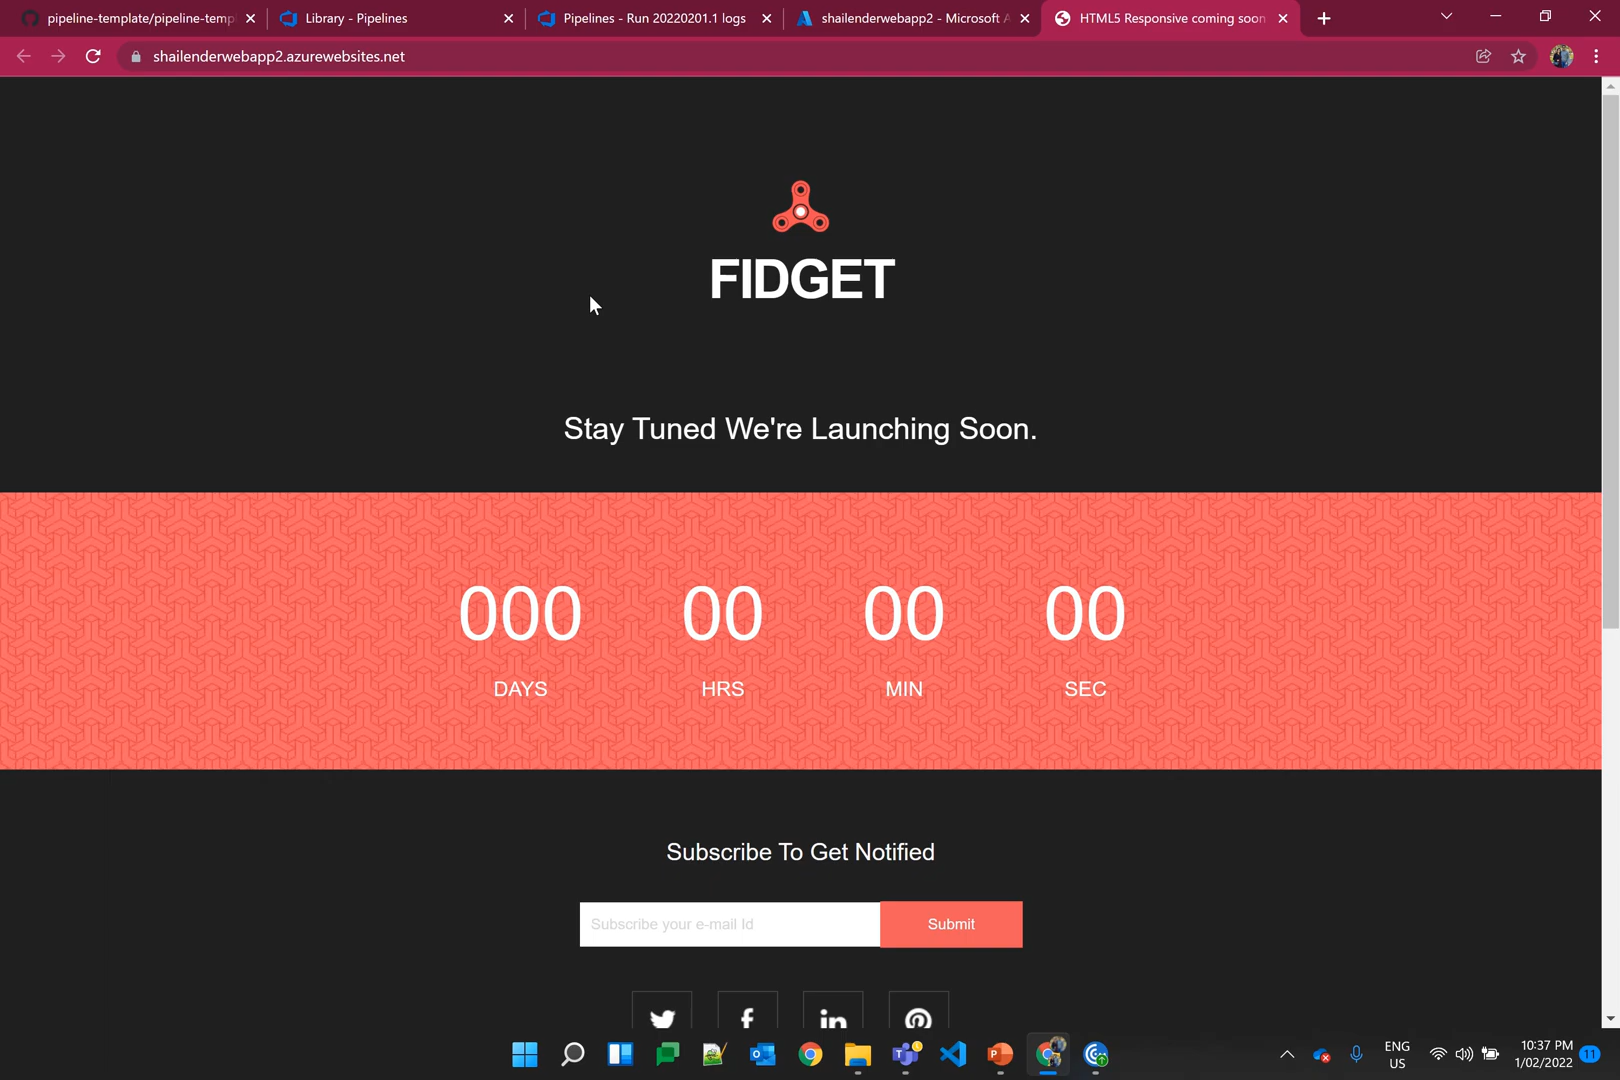 pipeline-template/pipeline-temp
Library - Pipelines
Pipelines - Run 20220201.1 logs
shailenderwebapp2 - Microsoft A
HTML5 Responsive coming soon
shailenderwebapp2.azurewebsites.net
FIDGET
Stay Tuned We're Launching Soon.
000 00 00 00
DAYS HRS MIN SEC
Subscribe To Get Notified
Subscribe your e-mail Id
Submit
ENG
US
10:37 PM
1/02/2022
11